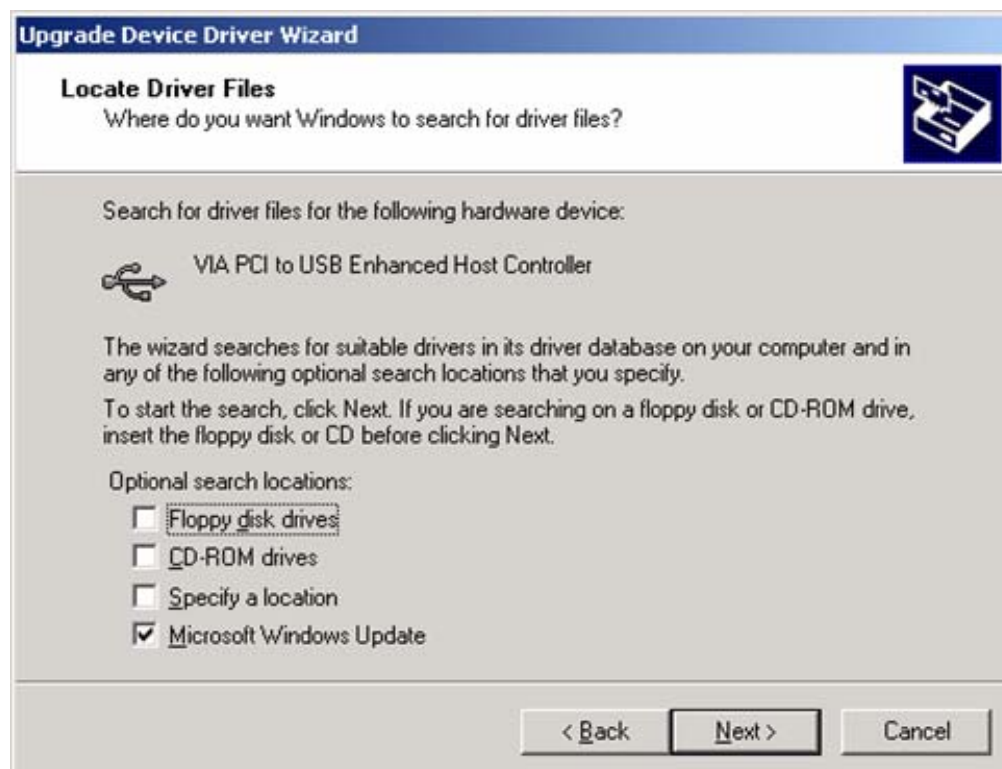 Upgrade Device Driver Wizard
Locate Driver Files
Where do you want Windows to search for driver files?
Search for driver files for the following hardware device:
VIA PCI to USB Enhanced Host Controller
The wizard searches for suitable drivers in its driver database on your computer and in
any of the following optional search locations that you specify.
To start the search, click Next. If you are searching on a floppy disk or CD-ROM drive,
insert the floppy disk or CD before clicking Next.
Optional search locations:
Floppy disk drives
CD-ROM drives
Specify a location
Microsoft Windows Update
< Back Next > Cancel